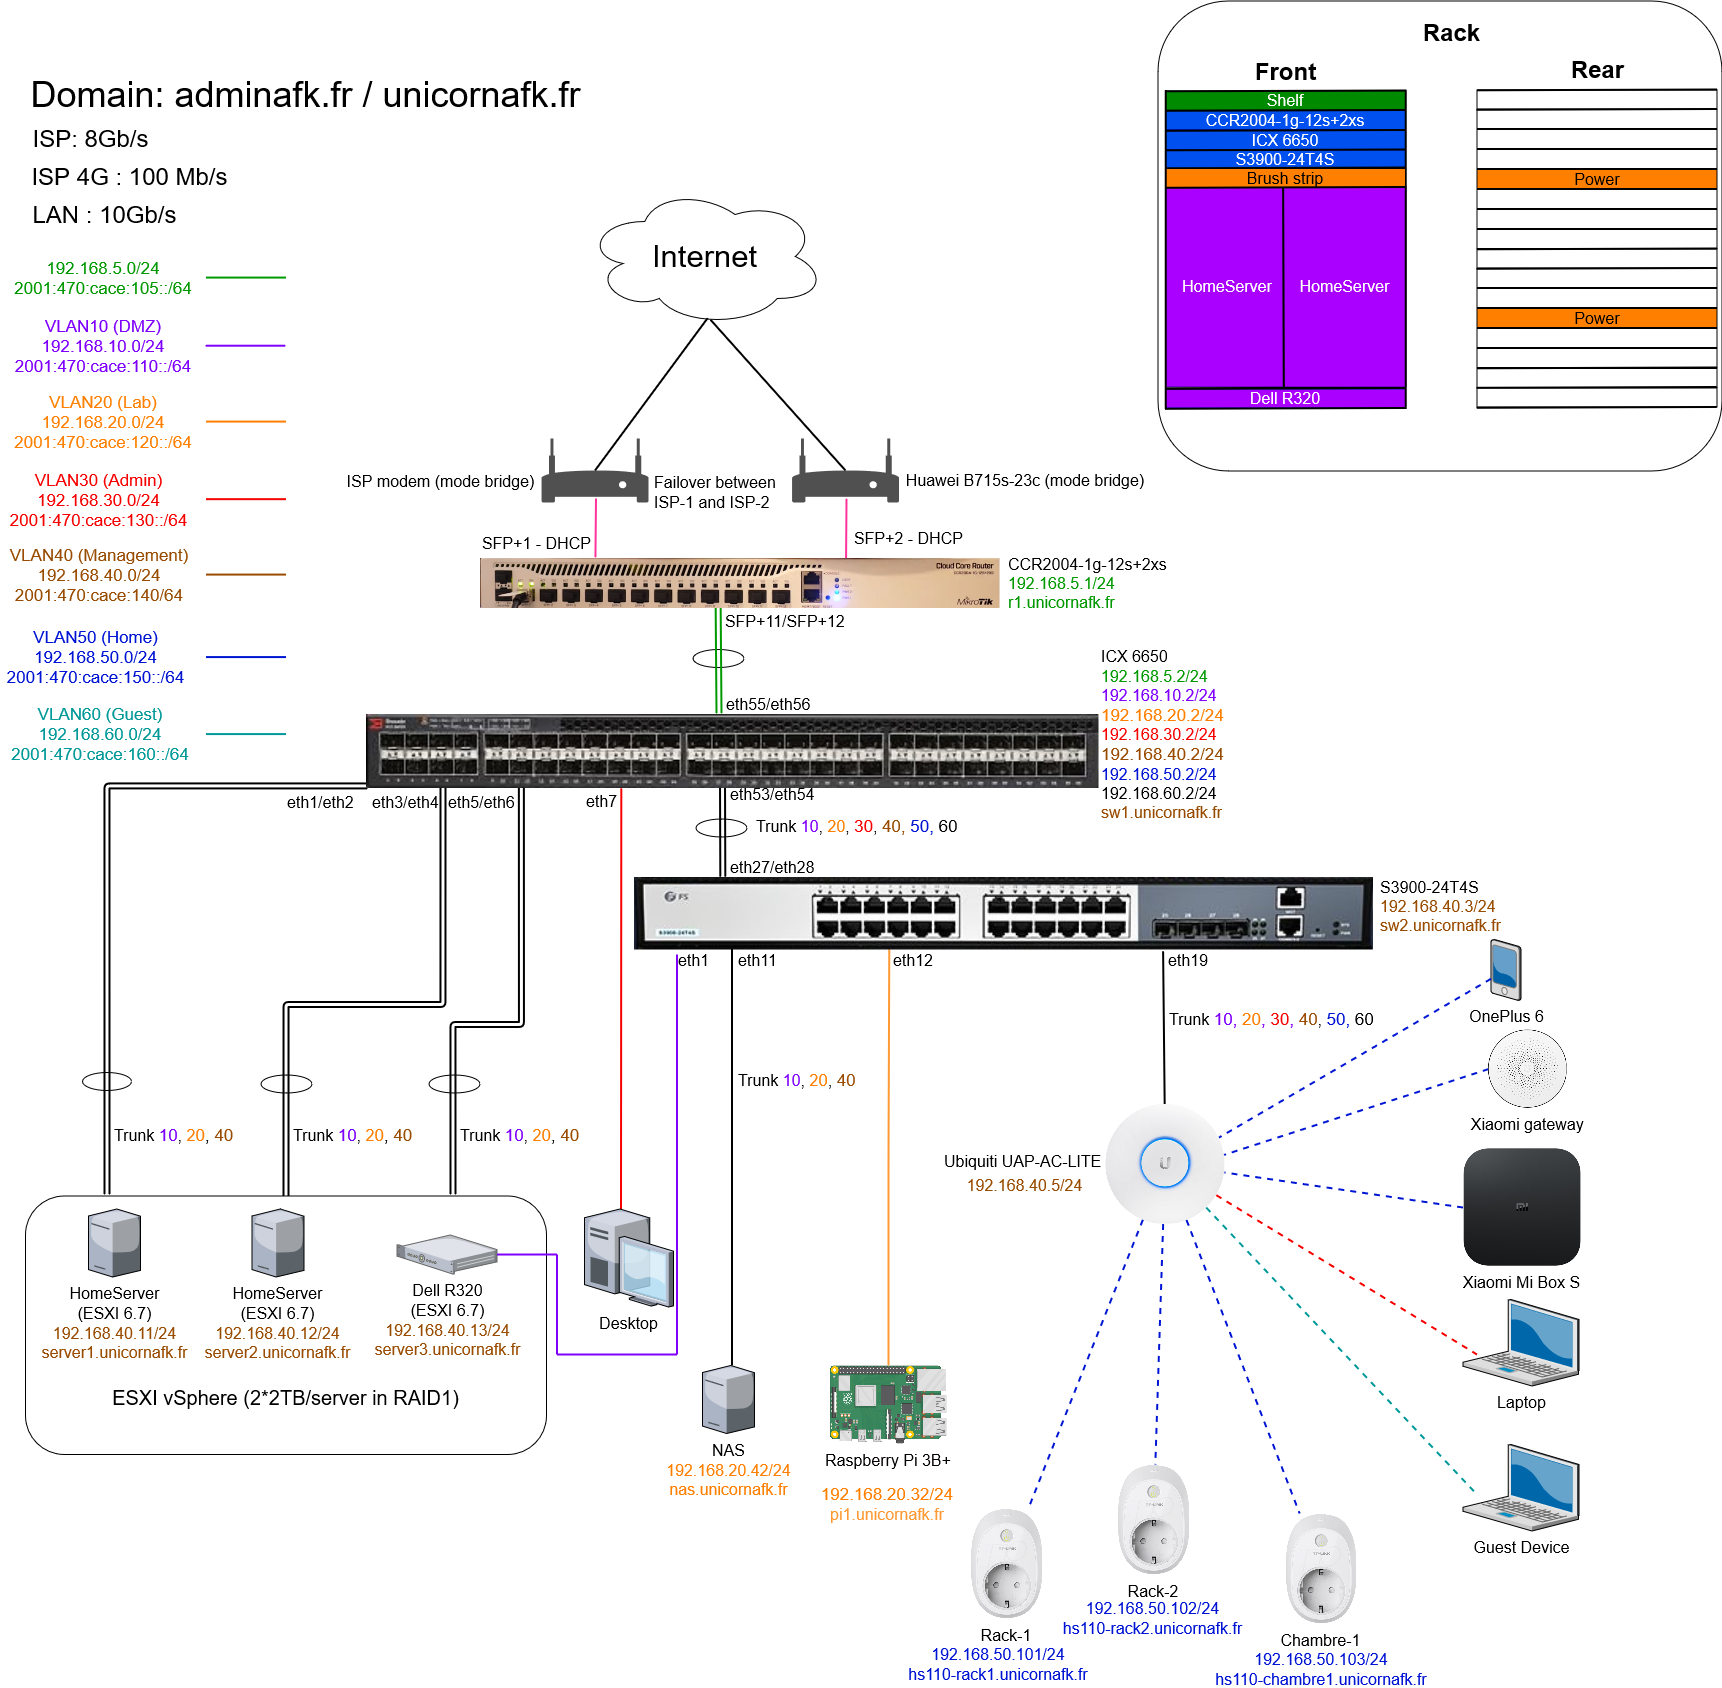 Domain: adminafk.fr / unicornafk.fr
ISP: 8Gb/s
ISP 4G : 100 Mb/s
LAN : 10Gb/s
192.168.5.0/24
2001:470:cace:105::/64
VLAN10 (DMZ)
192.168.10.0/24
2001:470:cace:110::/64
VLAN20 (Lab)
192.168.20.0/24
2001:470:cace:120::/64
VLAN30 (Admin)
192.168.30.0/24
2001:470:cace:130::/64
VLAN40 (Management)
192.168.40.0/24
2001:470:cace:140/64
VLAN50 (Home)
192.168.50.0/24
2001:470:cace:150::/64
VLAN60 (Guest)
192.168.60.0/24
2001:470:cace:160::/64
Rack
Front
Rear
Shelf
CCR2004-1g-12s+2xs
ICX 6650
S3900-24T4S
Brush strip
HomeServer
HomeServer
Dell R320
Power
Power
Internet
ISP modem (mode bridge)
Failover between
ISP-1 and ISP-2
Huawei B715s-23c (mode bridge)
SFP+1 - DHCP
SFP+2 - DHCP
Cloud Core Router
MikroTik
CCR2004-1g-12s+2xs
192.168.5.1/24
r1.unicornafk.fr
SFP+11/SFP+12
eth55/eth56
ICX 6650
192.168.5.2/24
192.168.10.2/24
192.168.20.2/24
192.168.30.2/24
192.168.40.2/24
192.168.50.2/24
192.168.60.2/24
sw1.unicornafk.fr
eth1/eth2
eth3/eth4
eth5/eth6
eth7
eth53/eth54
Trunk 10, 20, 30, 40, 50, 60
eth27/eth28
FS
S3900-24T4S
S3900-24T4S
192.168.40.3/24
sw2.unicornafk.fr
eth1
eth11
eth12
eth19
Trunk 10, 20, 30, 40, 50, 60
Trunk 10, 20, 40
Trunk 10, 20, 40
Trunk 10, 20, 40
Trunk 10, 20, 40
OnePlus 6
Xiaomi gateway
Ubiquiti UAP-AC-LITE
192.168.40.5/24
Xiaomi Mi Box S
Laptop
Guest Device
HomeServer
(ESXI 6.7)
192.168.40.11/24
server1.unicornafk.fr
HomeServer
(ESXI 6.7)
192.168.40.12/24
server2.unicornafk.fr
Dell R320
(ESXI 6.7)
192.168.40.13/24
server3.unicornafk.fr
ESXI vSphere (2*2TB/server in RAID1)
Desktop
NAS
192.168.20.42/24
nas.unicornafk.fr
Raspberry Pi 3B+
192.168.20.32/24
pi1.unicornafk.fr
Rack-1
192.168.50.101/24
hs110-rack1.unicornafk.fr
Rack-2
192.168.50.102/24
hs110-rack2.unicornafk.fr
Chambre-1
192.168.50.103/24
hs110-chambre1.unicornafk.fr